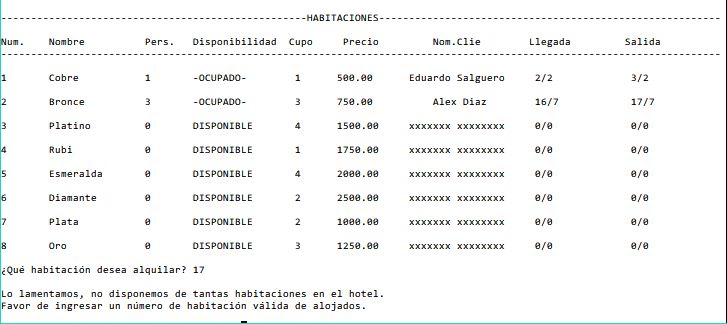 ---------------------------------------------------HABITACIONES---------------------------------------------------------
Num. Nombre Pers. Disponibilidad Cupo Precio Nom.Clie Llegada Salida
------------------------------------------------------------------------------------------------------------------------
1 Cobre 1 -OCUPADO- 1 500.00 Eduardo Salguero 2/2 3/2
2 Bronce 3 -OCUPADO- 3 750.00 Alex Diaz 16/7 17/7
3 Platino 0 DISPONIBLE 4 1500.00 xxxxxxx xxxxxxxx 0/0 0/0
4 Rubi 0 DISPONIBLE 1 1750.00 xxxxxxx xxxxxxxx 0/0 0/0
5 Esmeralda 0 DISPONIBLE 4 2000.00 xxxxxxx xxxxxxxx 0/0 0/0
6 Diamante 0 DISPONIBLE 2 2500.00 xxxxxxx xxxxxxxx 0/0 0/0
7 Plata 0 DISPONIBLE 2 1000.00 xxxxxxx xxxxxxxx 0/0 0/0
8 Oro 0 DISPONIBLE 3 1250.00 xxxxxxx xxxxxxxx 0/0 0/0
¿Qué habitación desea alquilar? 17
Lo lamentamos, no disponemos de tantas habitaciones en el hotel.
Favor de ingresar un número de habitación válida de alojados.